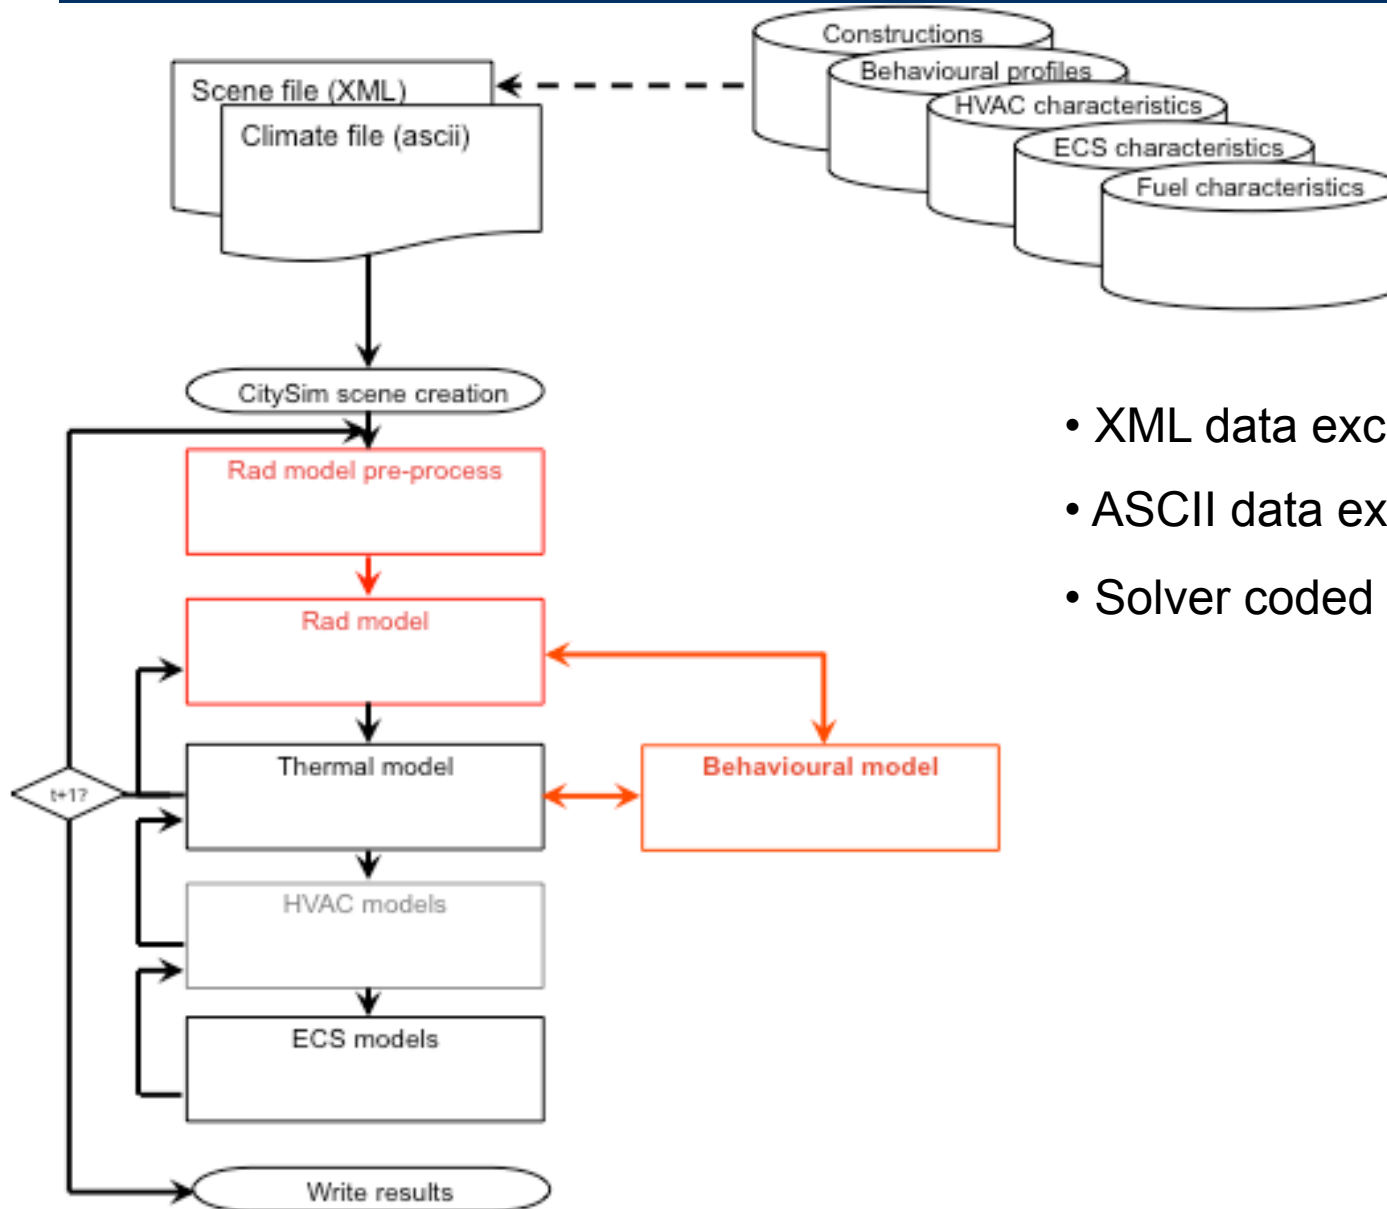 Constructions
Behavioural profiles
HVAC characteristics
ECS characteristics
Fuel characteristics
Scene file (XML)
Climate file (ascii)
CitySim scene creation
Rad model pre-process
Rad model
Thermal model
Behavioural model
t+1?
HVAC models
ECS models
Write results
• XML data exc
• ASCII data ex
• Solver coded